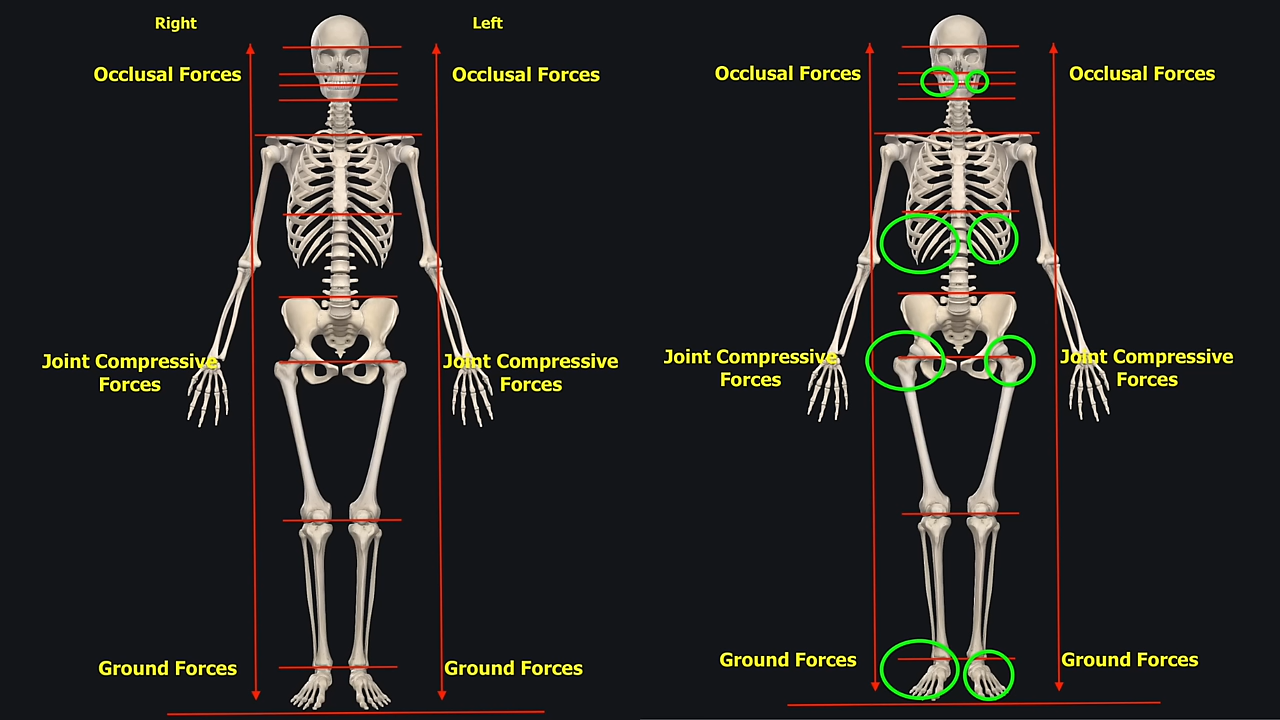 Right
Left
Occlusal Forces
Occlusal Forces
Joint Compressive
Forces
Joint Compressive
Forces
Ground Forces
Ground Forces
Occlusal Forces
Occlusal Forces
Joint Compressive
Forces
Joint Compressive
Forces
Ground Forces
Ground Forces